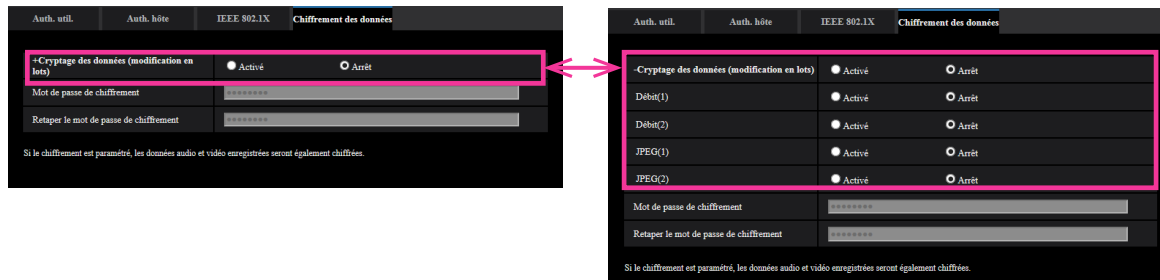 Auth. util. Auth. hôte IEEE 802.1X Chiffrement des données
+Cryptage des données (modification en
lots) Activé Arrêt
Mot de passe de chiffrement ********
Retaper le mot de passe de chiffrement ********
Si le chiffrement est paramétré, les données audio et vidéo enregistrées seront également chiffrées.
Auth. util. Auth. hôte IEEE 802.1X Chiffrement des données
-Cryptage des données (modification en lots) Activé Arrêt
Débit(1) Activé Arrêt
Débit(2) Activé Arrêt
JPEG(1) Activé Arrêt
JPEG(2) Activé Arrêt
Mot de passe de chiffrement ********
Retaper le mot de passe de chiffrement ********
Si le chiffrement est paramétré, les données audio et vidéo enregistrées seront également chiffrées.